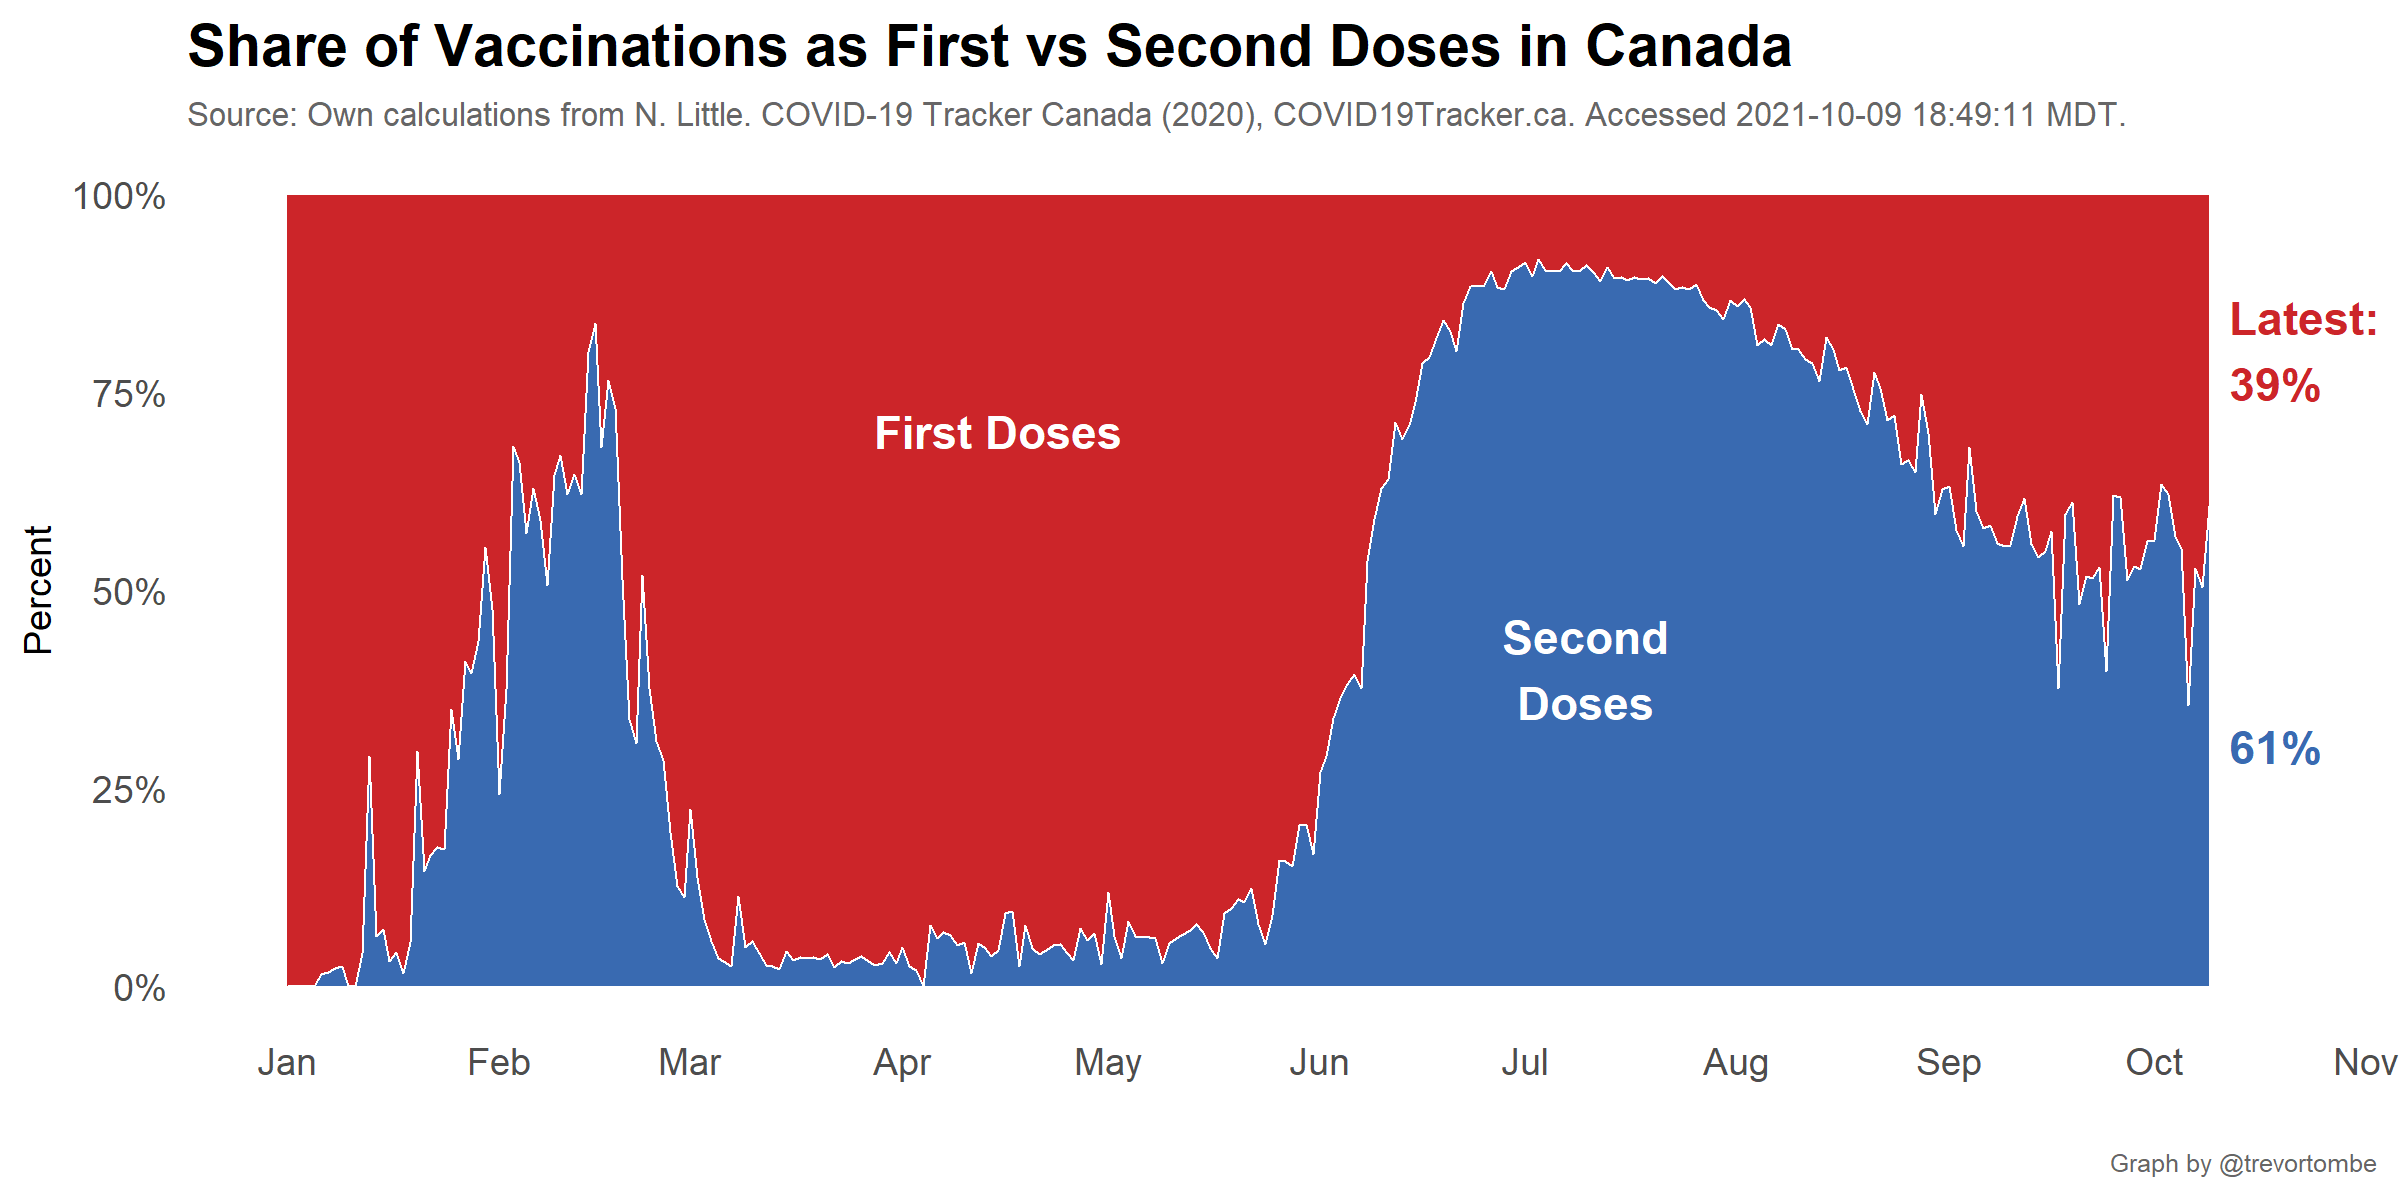 Share of Vaccinations as First vs Second Doses in Canada
Source: Own calculations from N. Little. COVID-19 Tracker Canada (2020), COVID19Tracker.ca. Accessed 2021-10-09 18:49:11 MDT.
100%
75%
50%
25%
0%
Percent
First Doses
Second
Doses
Latest:
39%
61%
Jan Feb Mar Apr May Jun Jul Aug Sep Oct Nov
Graph by @trevortombe